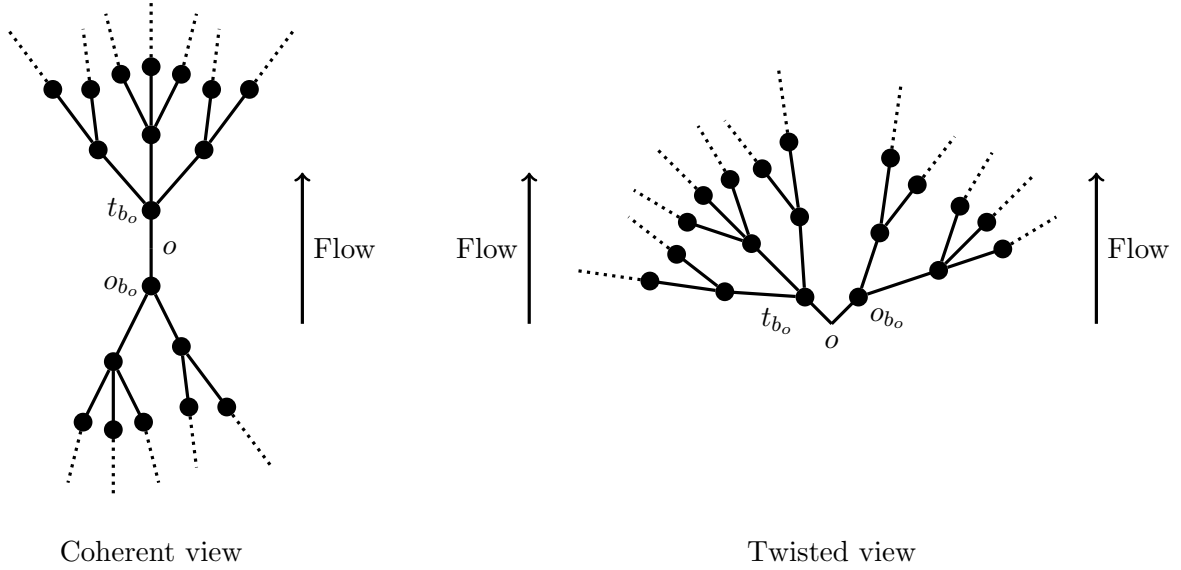 $t_{b_o}$
$o$
$o_{b_o}$
Flow
Flow
$t_{b_o}$
$o_{b_o}$
$o$
Flow
Coherent view
Twisted view